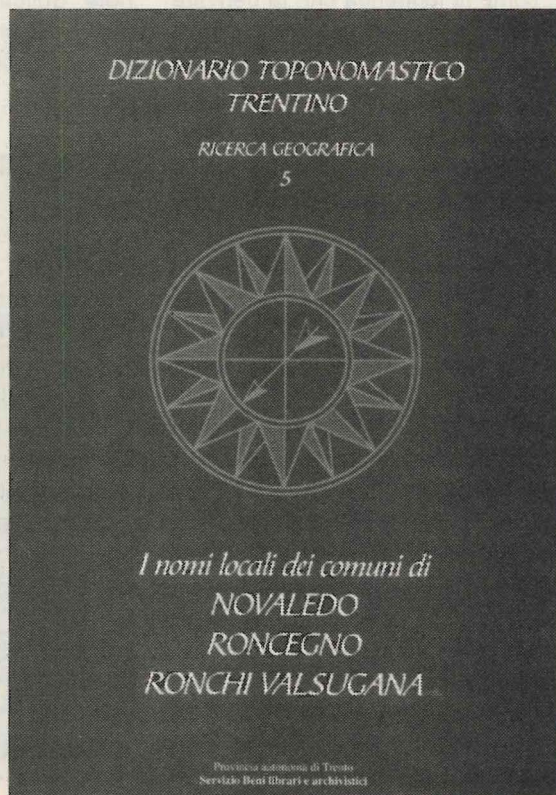 DIZIONARIO TOPONOMASTICO
TRENTINO
RICERCA GEOGRAFICA
5
I nomi locali dei comuni di
NOVALEDO
RONCEGNO
RONCHI VALSUGANA
Provincia autonoma di Trento
Servizio Beni librari e archivistici